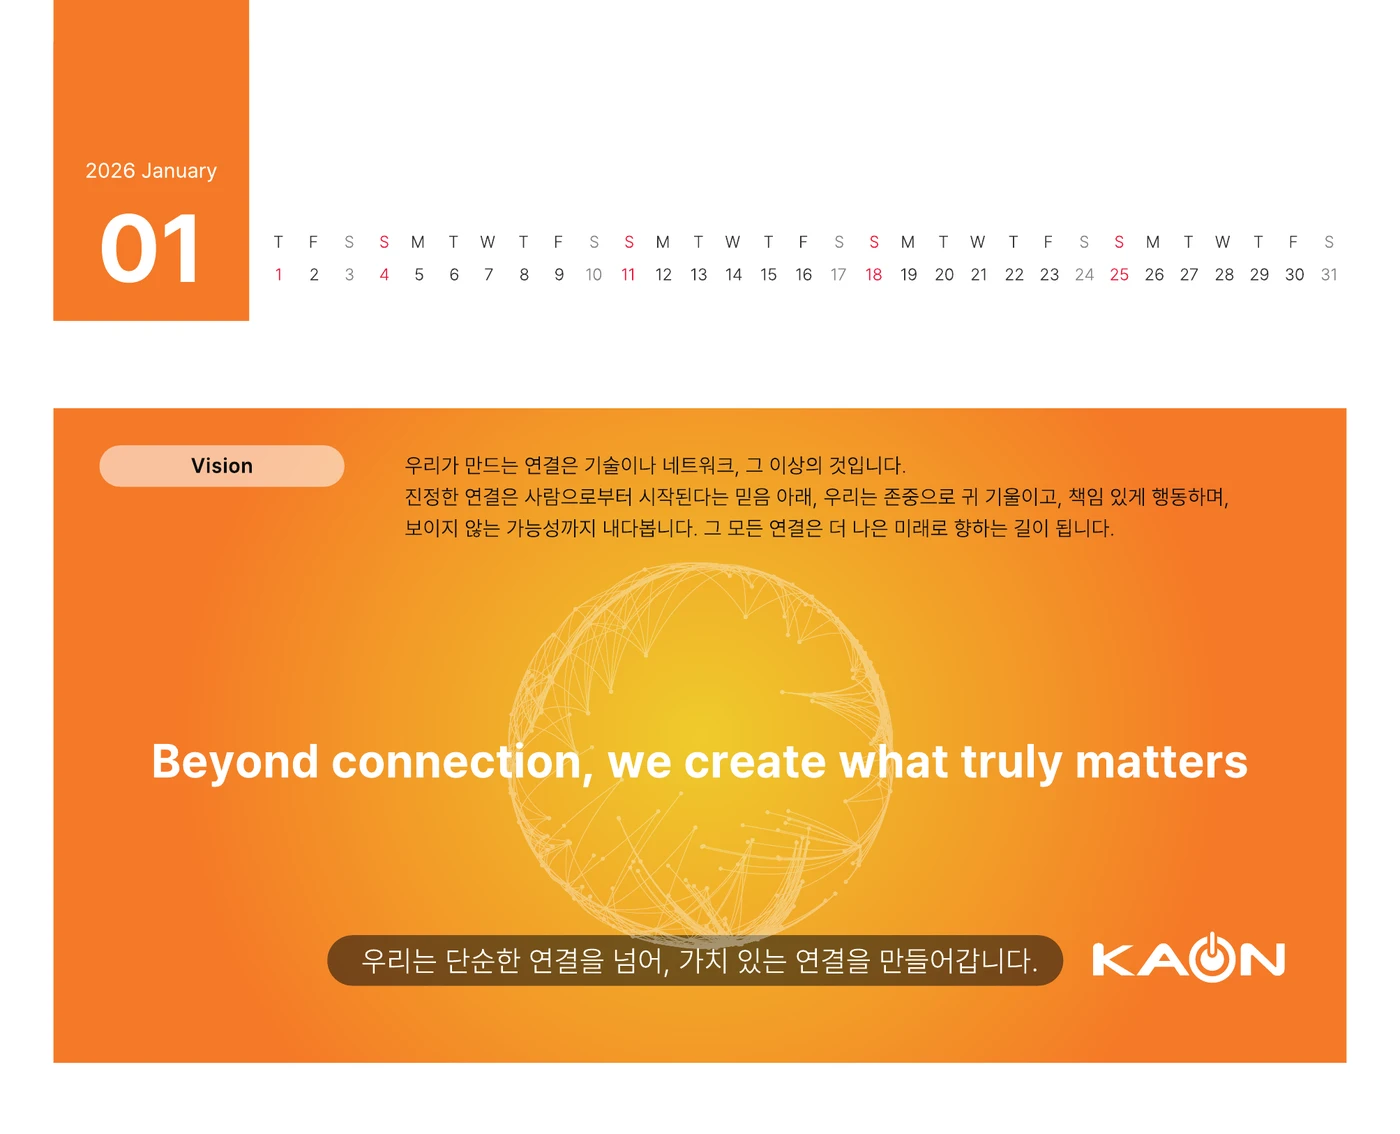 2026 January
01
T F S S M T W T F S S M T W T F S S M T W T F S S M T W T F S
1 2 3 4 5 6 7 8 9 10 11 12 13 14 15 16 17 18 19 20 21 22 23 24 25 26 27 28 29 30 31
Vision
우리가 만드는 연결은 기술이나 네트워크, 그 이상의 것입니다.
진정한 연결은 사람으로부터 시작된다는 믿음 아래, 우리는 존중으로 귀 기울이고, 책임 있게 행동하며,
보이지 않는 가능성까지 내다봅니다. 그 모든 연결은 더 나은 미래로 향하는 길이 됩니다.
Beyond connection, we create what truly matters
우리는 단순한 연결을 넘어, 가치 있는 연결을 만들어갑니다.
KAON